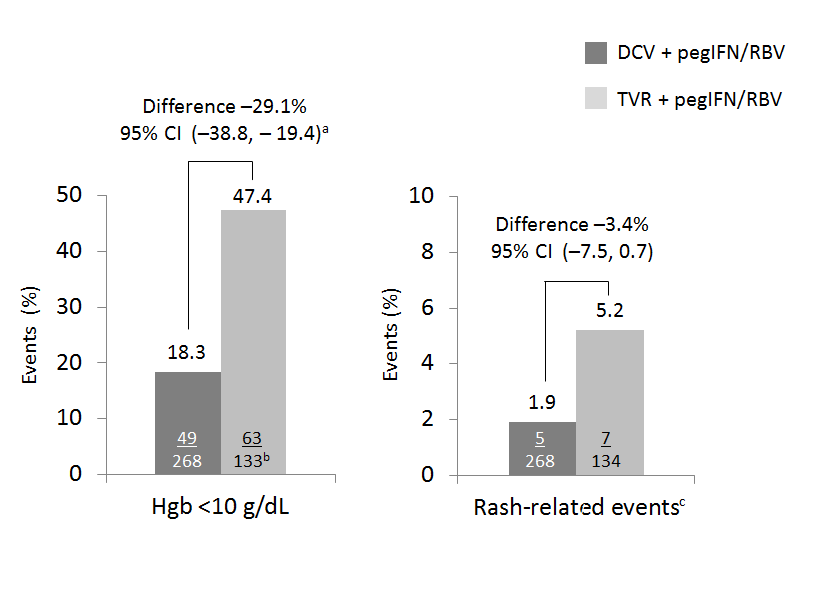 DCV + pegIFN/RBV
TVR + pegIFN/RBV
Difference –29.1%
95% CI (–38.8, – 19.4)ᵃ
50
40
30
20
10
0
Events (%)
47.4
18.3
49
268
63
133ᵇ
Hgb <10 g/dL
10
8
6
4
2
0
Events (%)
Difference –3.4%
95% CI (–7.5, 0.7)
5.2
1.9
5
268
7
134
Rash-related eventsᶜ